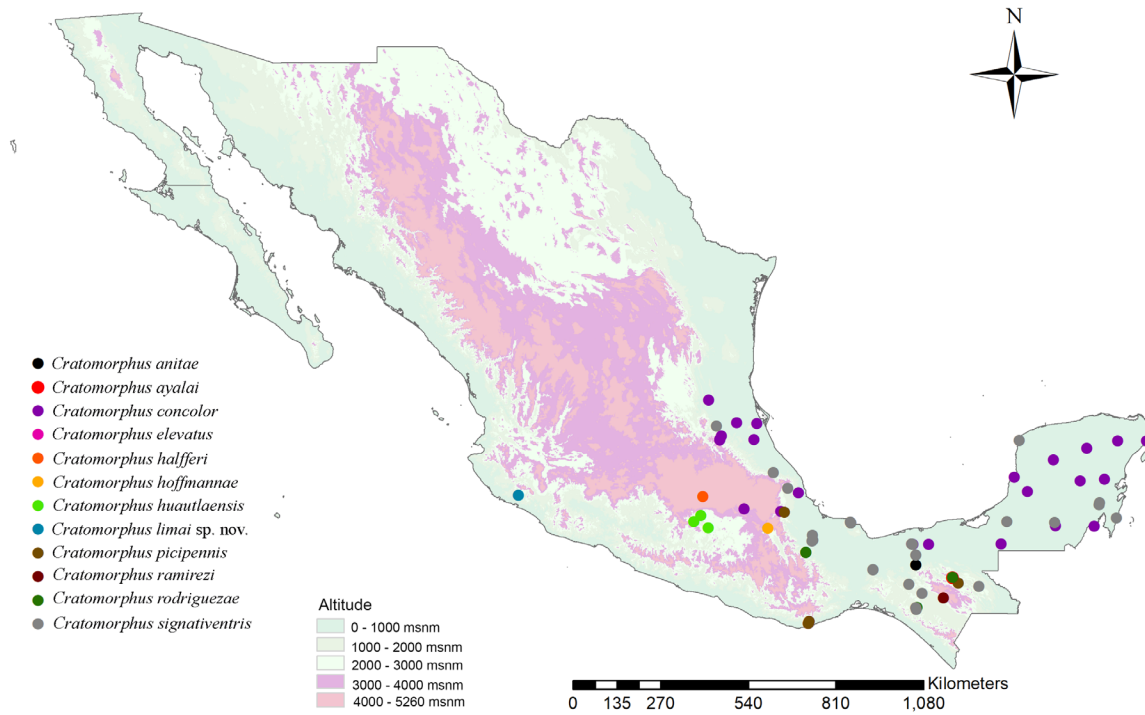 N
Cratomorphus anitae
Cratomorphus ayalai
Cratomorphus concolor
Cratomorphus elevatus
Cratomorphus halfferi
Cratomorphus hoffmannae
Cratomorphus huautlaensis
Cratomorphus limai sp. nov.
Cratomorphus picipennis
Cratomorphus ramirezi
Cratomorphus rodriguezae
Cratomorphus signativentris
Altitude
0 - 1000 msnm
1000 - 2000 msnm
2000 - 3000 msnm
3000 - 4000 msnm
4000 - 5260 msnm
Kilometers
0 135 270 540 810 1,080